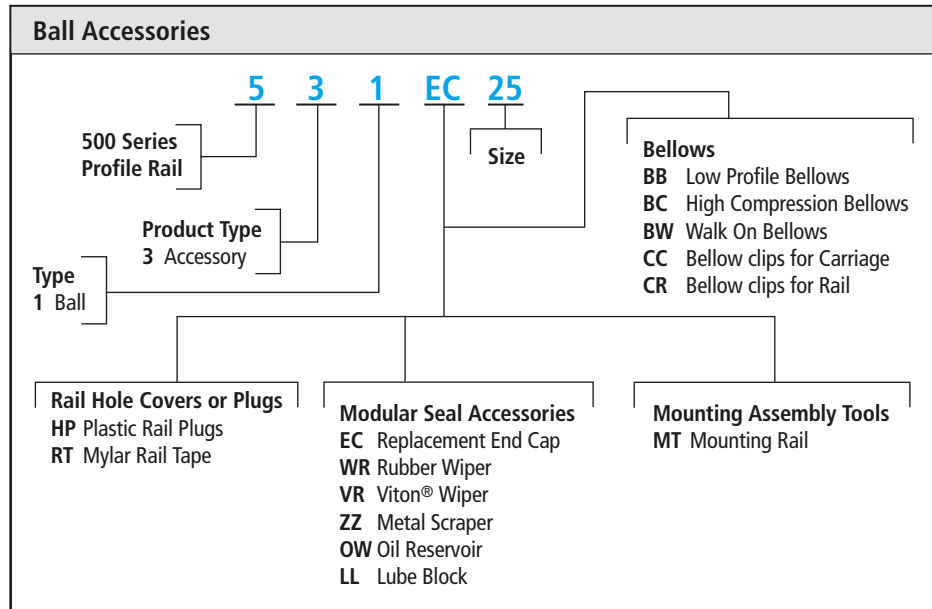 Ball Accessories
5 3 1 EC 25
500 Series
Profile Rail
Size
Product Type
3 Accessory
Type
1 Ball
Bellows
BB Low Profile Bellows
BC High Compression Bellows
BW Walk On Bellows
CC Bellow clips for Carriage
CR Bellow clips for Rail
Rail Hole Covers or Plugs
HP Plastic Rail Plugs
RT Mylar Rail Tape
Modular Seal Accessories
EC Replacement End Cap
WR Rubber Wiper
VR Viton® Wiper
ZZ Metal Scraper
OW Oil Reservoir
LL Lube Block
Mounting Assembly Tools
MT Mounting Rail